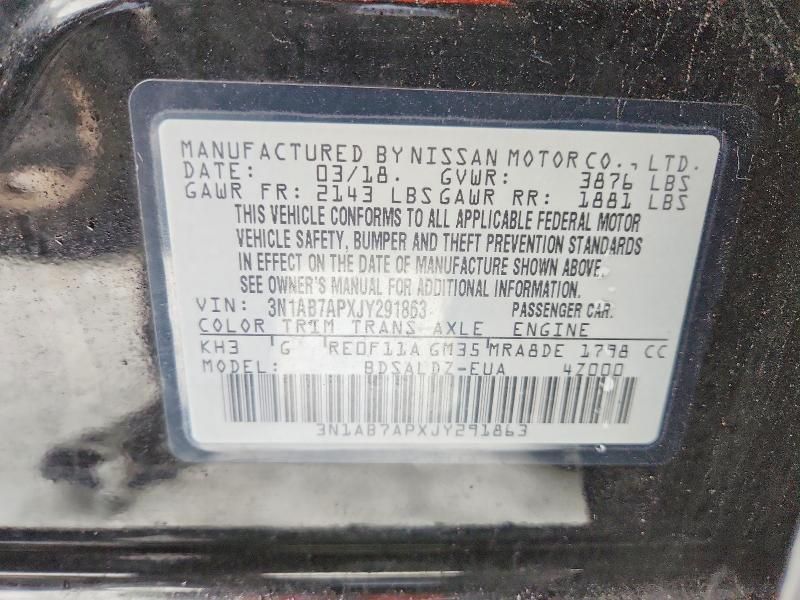 MANUFACTURED BY NISSAN MOTOR CO., LTD.
DATE: 03/18. GVWR: 3876 LBS
GAWR FR: 2143 LBS GAWR RR: 1881 LBS
THIS VEHICLE CONFORMS TO ALL APPLICABLE FEDERAL MOTOR
VEHICLE SAFETY, BUMPER AND THEFT PREVENTION STANDARDS
IN EFFECT ON THE DATE OF MANUFACTURE SHOWN ABOVE.
SEE OWNER'S MANUAL FOR ADDITIONAL INFORMATION.
VIN: 3N1AB7APXJY291863 PASSENGER CAR.
COLOR TRIM TRANS AXLE ENGINE
KH3 G RE0F11A GM35 MRA8DE 1798 CC
MODEL: BDSALDZ-EUA 4Z000
3N1AB7APXJY291863